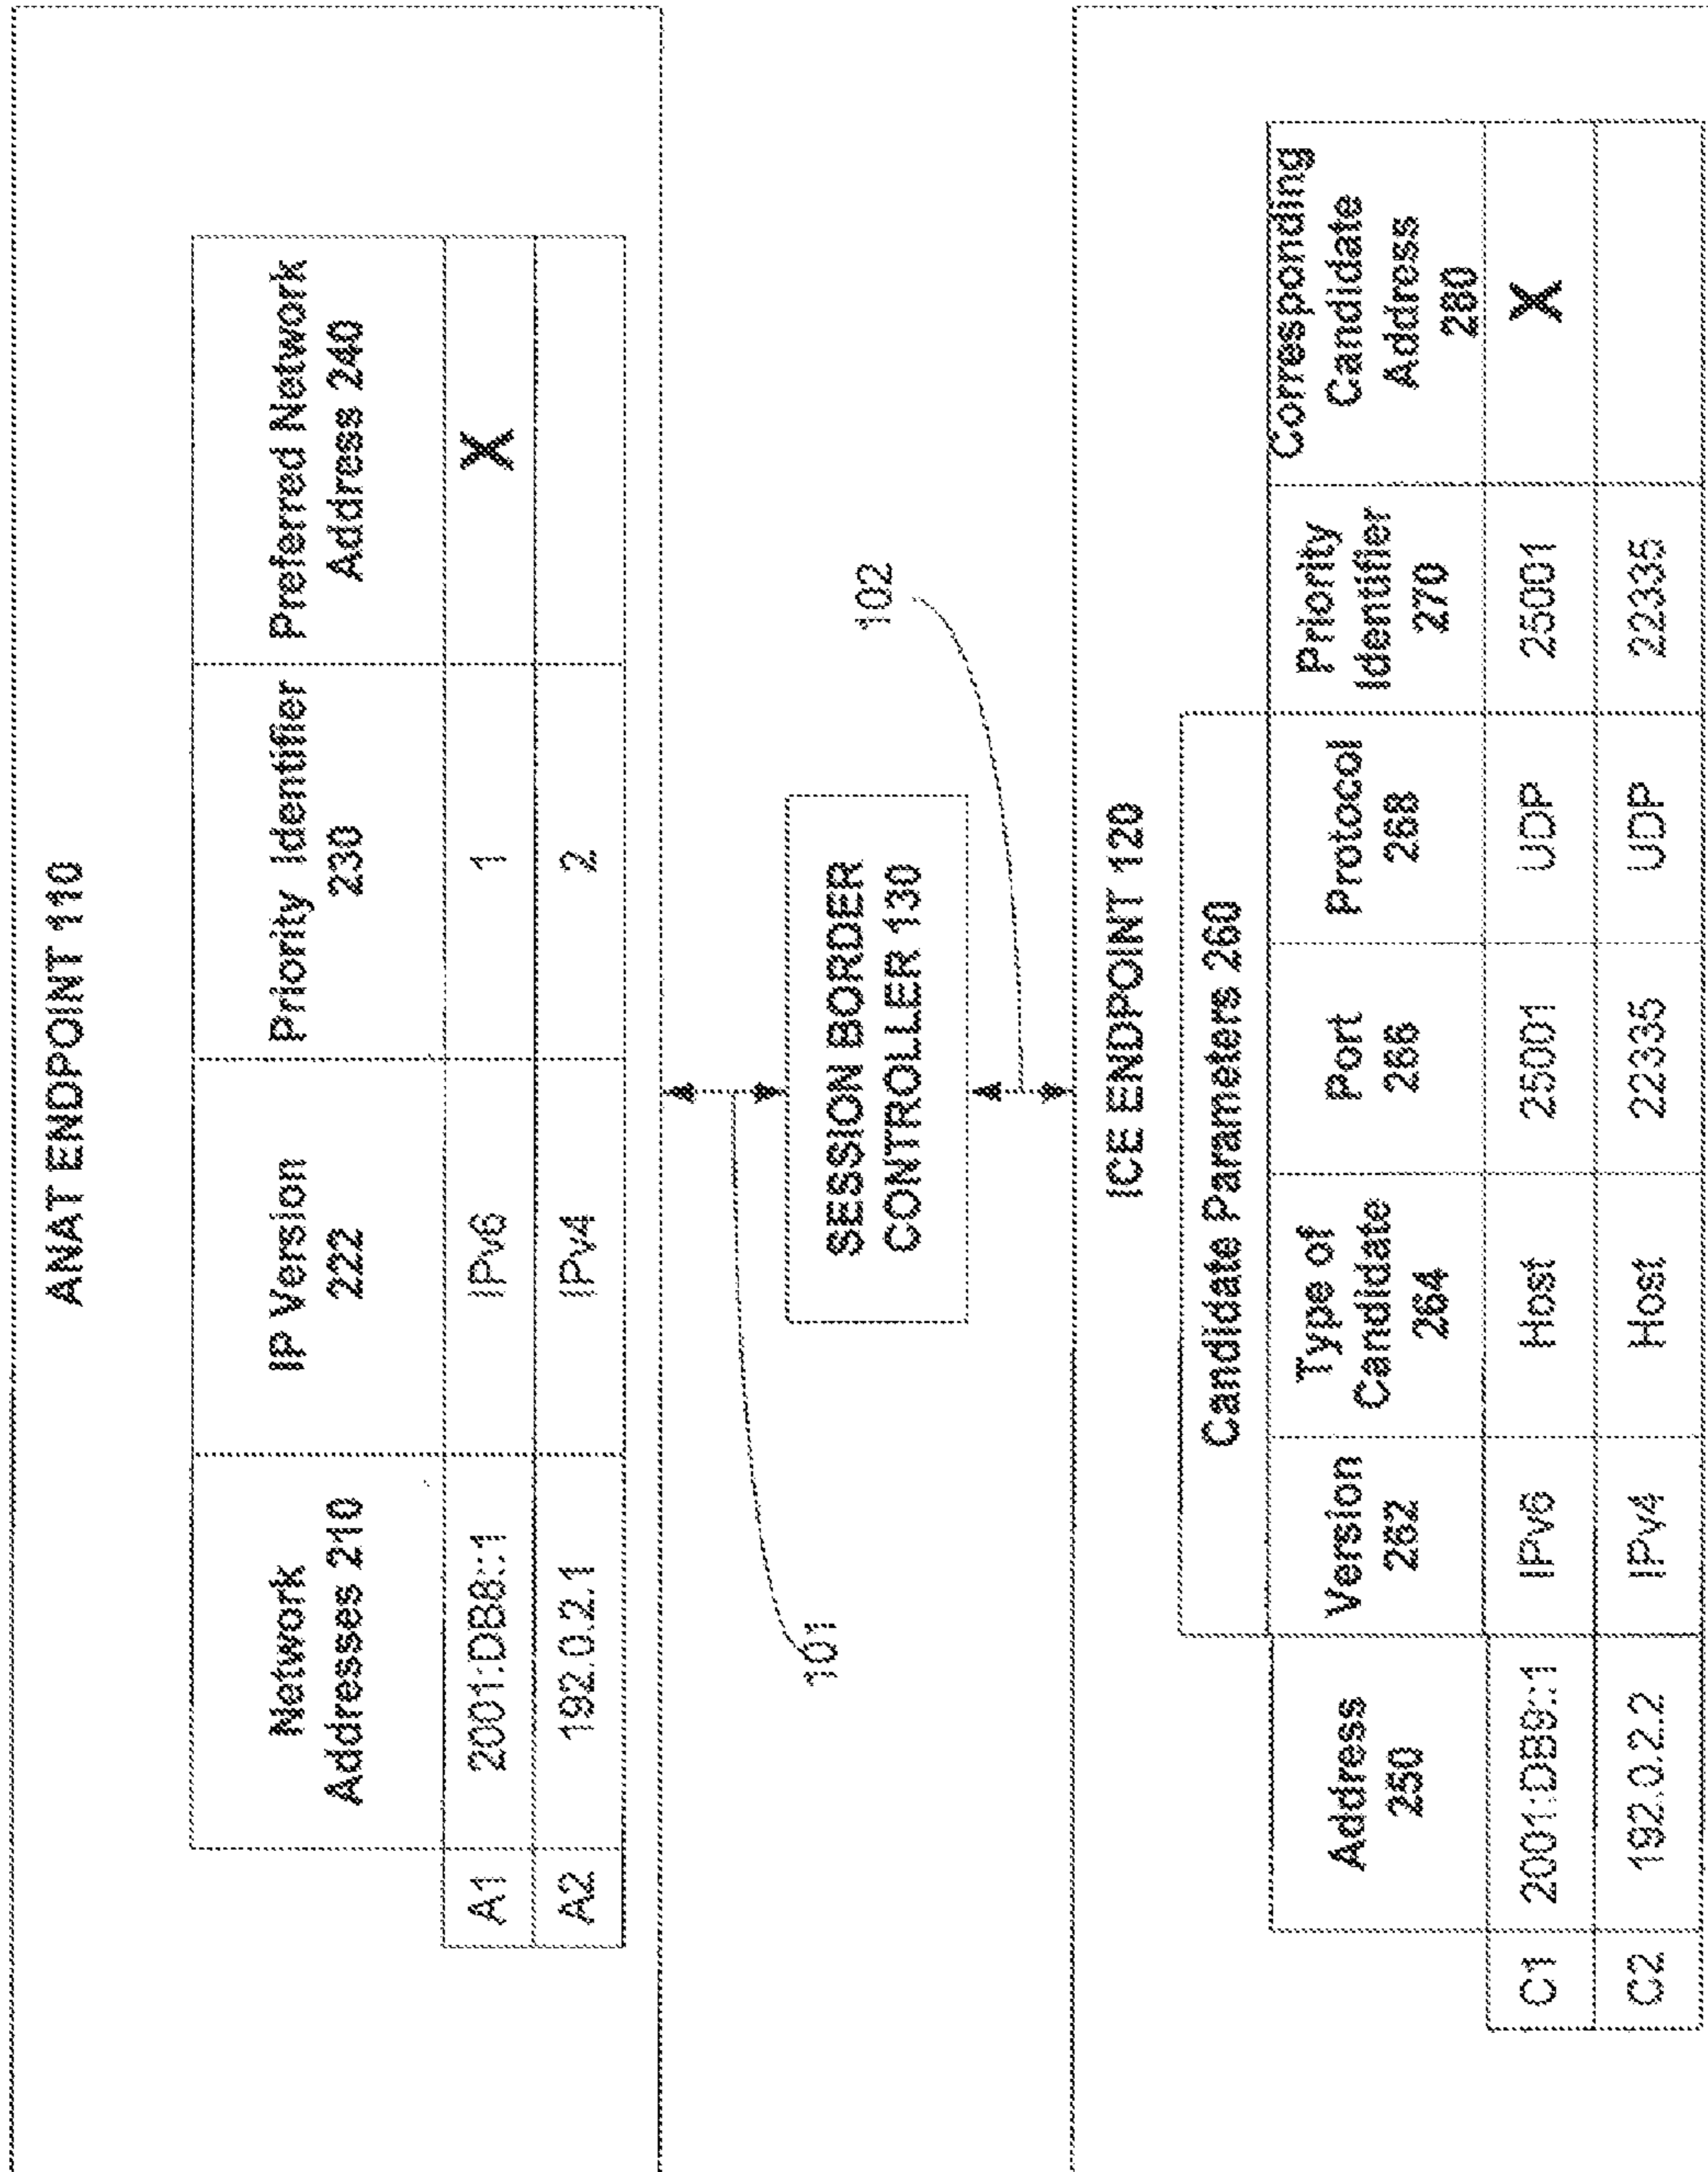 ANAT ENDPOINT 110
Network Addresses 210 IP Version 222 Priority Identifier 230 Preferred Network Address 240
A1 2001:DB8::1 IPv6 1 X
A2 192.0.2.1 IPv4 2
101
SESSION BORDER
CONTROLLER 130
102
ICE ENDPOINT 120
Candidate Parameters 260
Address 250 Version 262 Type of Candidate 264 Port 266 Protocol 268 Priority Identifier 270 Corresponding Candidate Address 280
C1 2001:DB9::1 IPv6 Host 25001 UDP 25001 X
C2 192.0.2.2 IPv4 Host 22335 UDP 22335